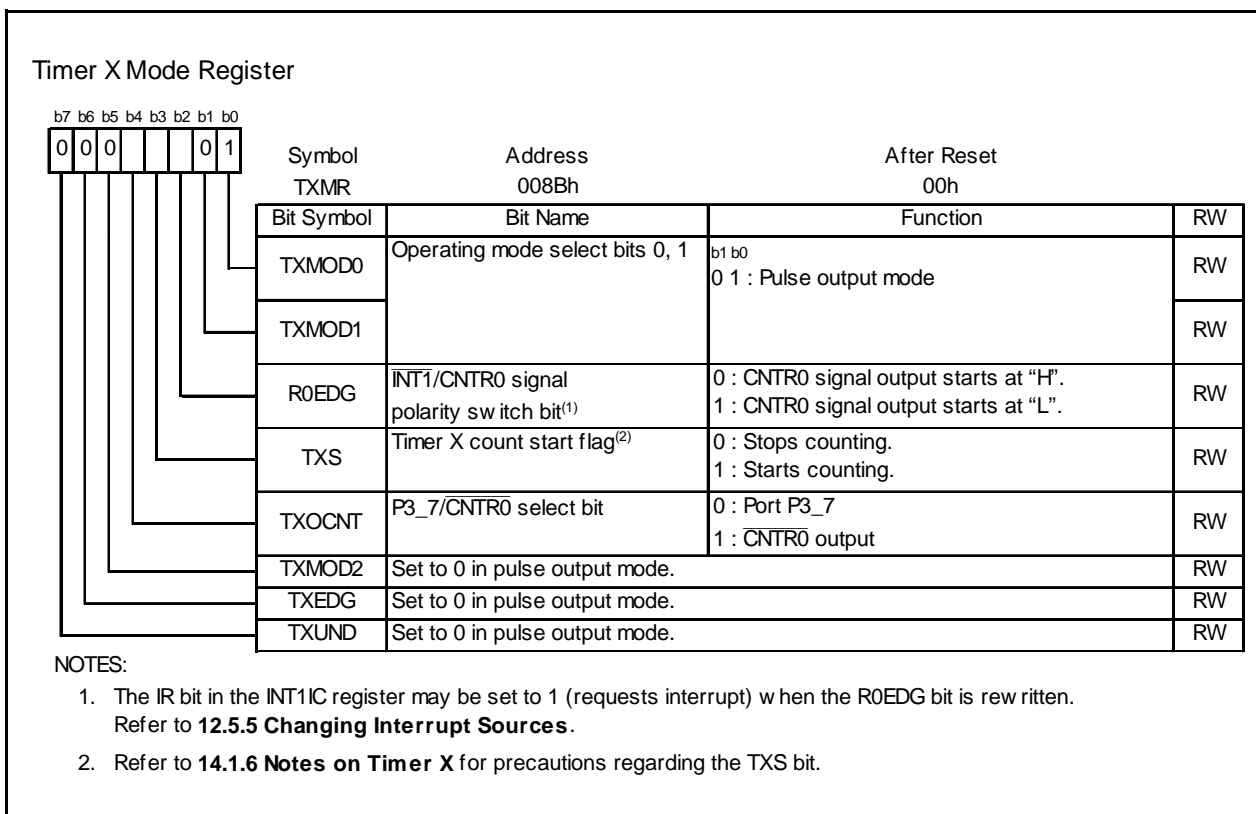 Timer X Mode Register
b7 b6 b5 b4 b3 b2 b1 b0
0 0 0 0 1
Symbol Address After Reset
TXMR 008Bh 00h
Bit Symbol Bit Name Function RW
TXMOD0 Operating mode select bits 0, 1 b1 b0
0 1 : Pulse output mode RW
TXMOD1 RW
R0EDG INT1/CNTR0 signal
polarity switch bit(1) 0 : CNTR0 signal output starts at “H”.
1 : CNTR0 signal output starts at “L”. RW
TXS Timer X count start flag(2) 0 : Stops counting.
1 : Starts counting. RW
TXOCNT P3_7/CNTR0 select bit 0 : Port P3_7
1 : CNTR0 output RW
TXMOD2 Set to 0 in pulse output mode. RW
TXEDG Set to 0 in pulse output mode. RW
TXUND Set to 0 in pulse output mode. RW
NOTES:
1. The IR bit in the INT1IC register may be set to 1 (requests interrupt) when the R0EDG bit is rewritten.
Refer to 12.5.5 Changing Interrupt Sources.
2. Refer to 14.1.6 Notes on Timer X for precautions regarding the TXS bit.